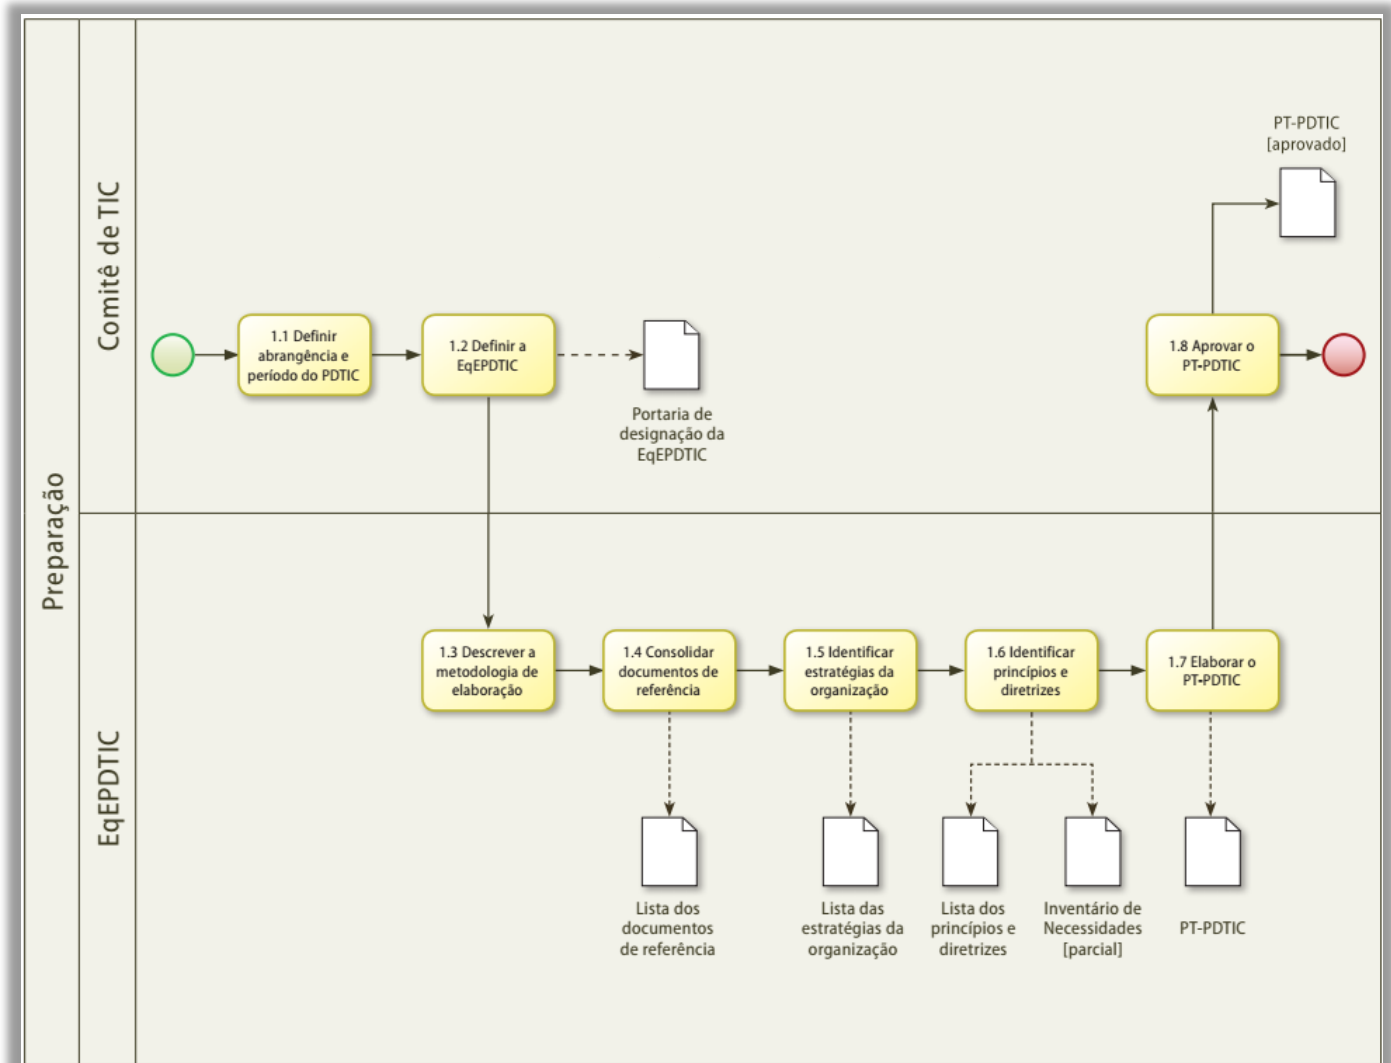 Preparação
Comitê de TIC
PT-PDTIC
[aprovado]
1.1 Definir
abrangência e
período do PDTIC
1.2 Definir a
EqEPDTIC
Portaria de
designação da
EqEPDTIC
1.8 Aprovar o
PT-PDTIC
EqEPDTIC
1.3 Descrever a
metodologia de
elaboração
1.4 Consolidar
documentos de
referência
1.5 Identificar
estratégias da
organização
1.6 Identificar
princípios e
diretrizes
1.7 Elaborar o
PT-PDTIC
Lista dos
documentos
de referência
Lista das
estratégias da
organização
Lista dos
princípios e
diretrizes
Inventário de
Necessidades
[parcial]
PT-PDTIC